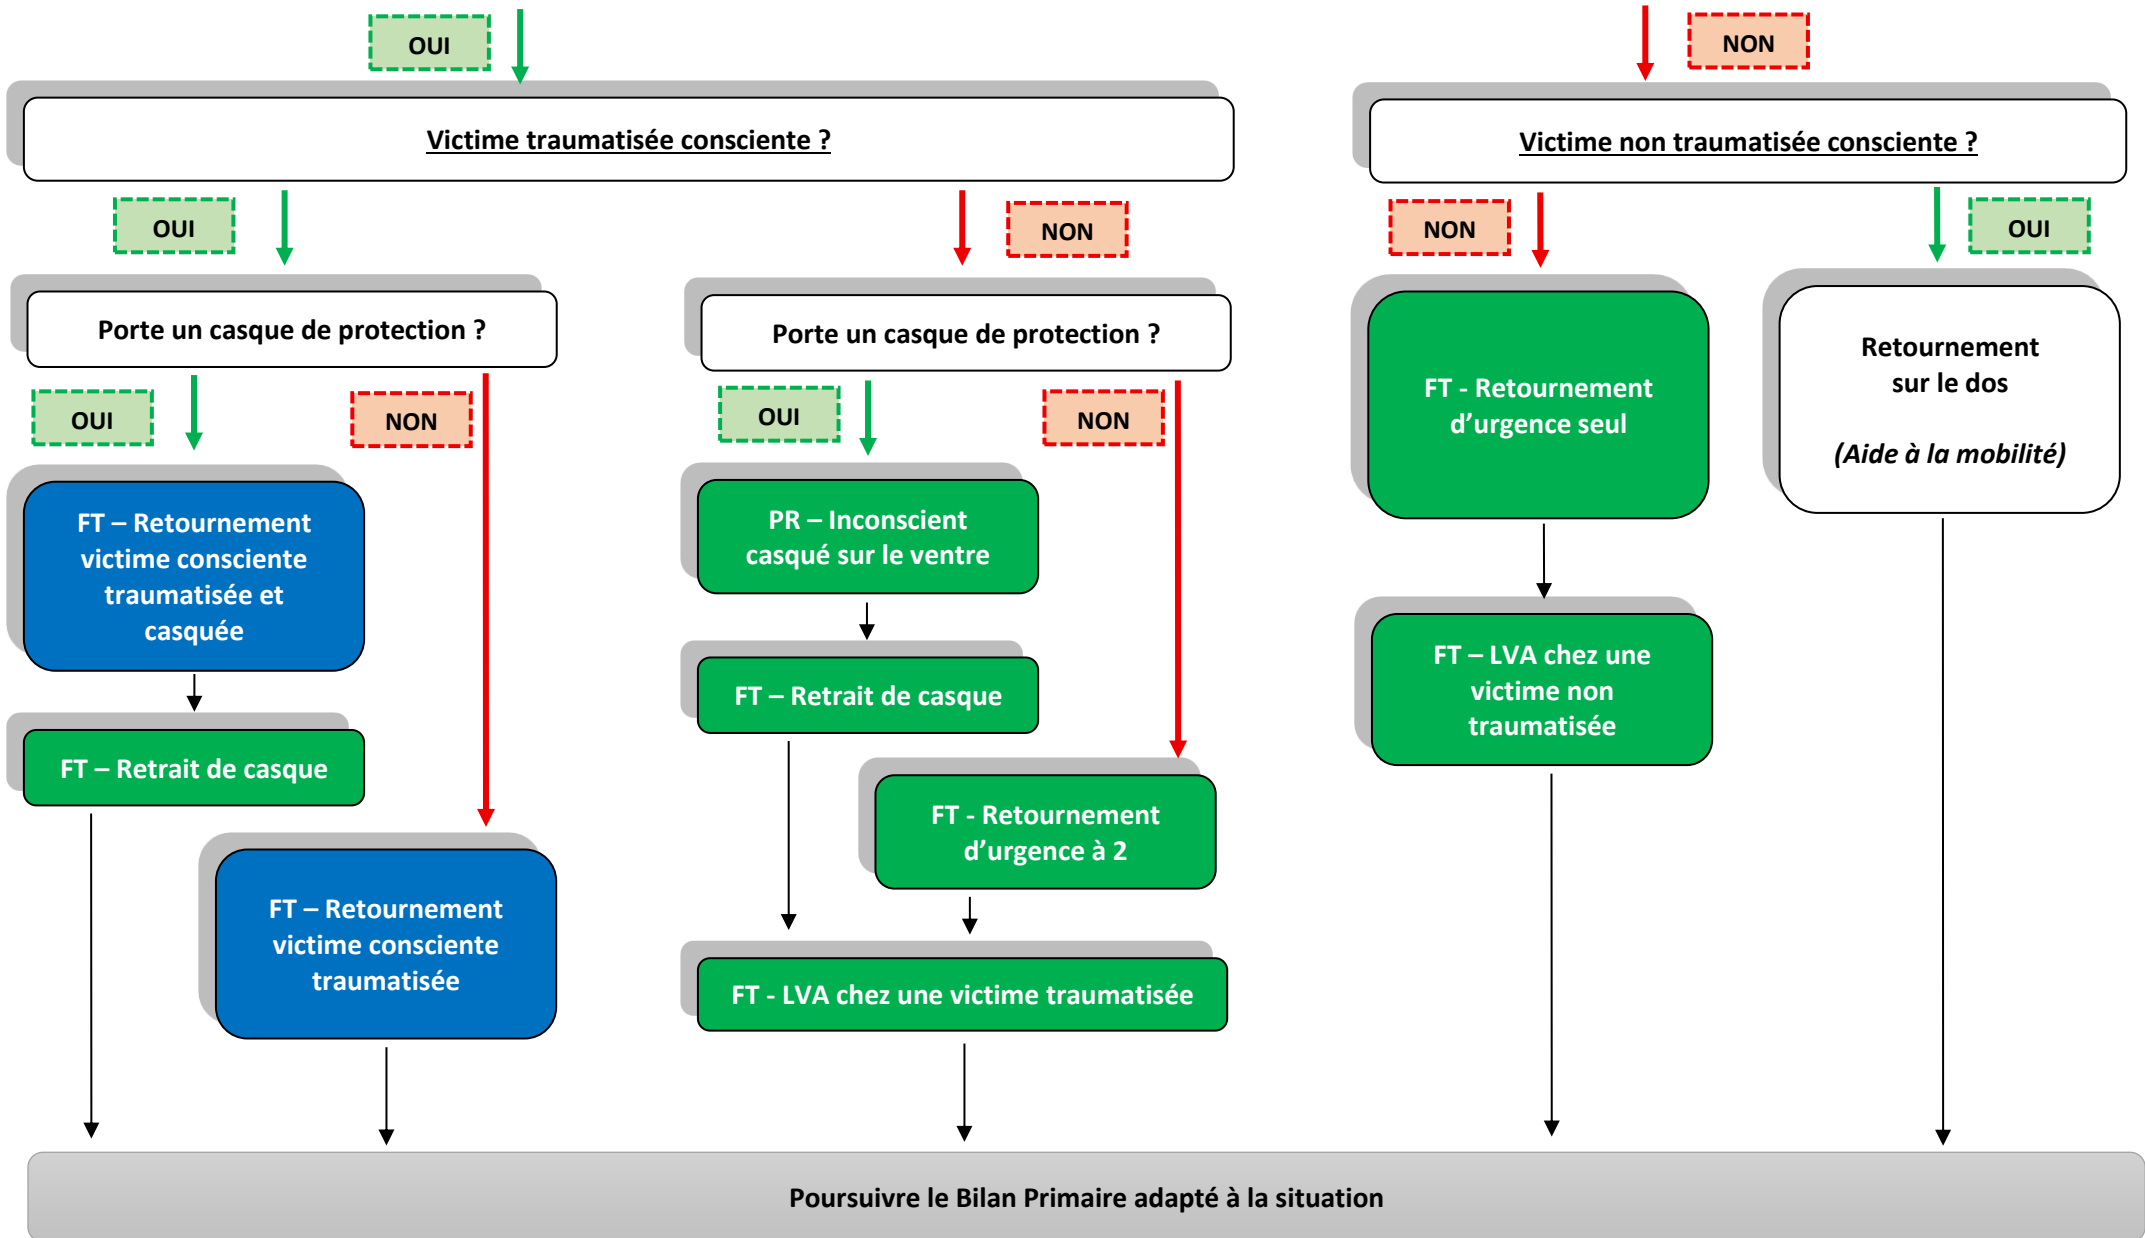 OUI
NON
Victime traumatisée consciente ?
Victime non traumatisée consciente ?
OUI
NON
NON
OUI
Porte un casque de protection ?
Porte un casque de protection ?
OUI
NON
OUI
NON
FT – Retournement
victime consciente
traumatisée et
casquée
FT – Retrait de casque
FT – Retournement
victime consciente
traumatisée
PR – Inconscient
casqué sur le ventre
FT – Retrait de casque
FT - Retournement
d’urgence à 2
FT - LVA chez une victime traumatisée
FT - Retournement
d’urgence seul
FT – LVA chez une
victime non
traumatisée
Retournement
sur le dos
(Aide à la mobilité)
Poursuivre le Bilan Primaire adapté à la situation